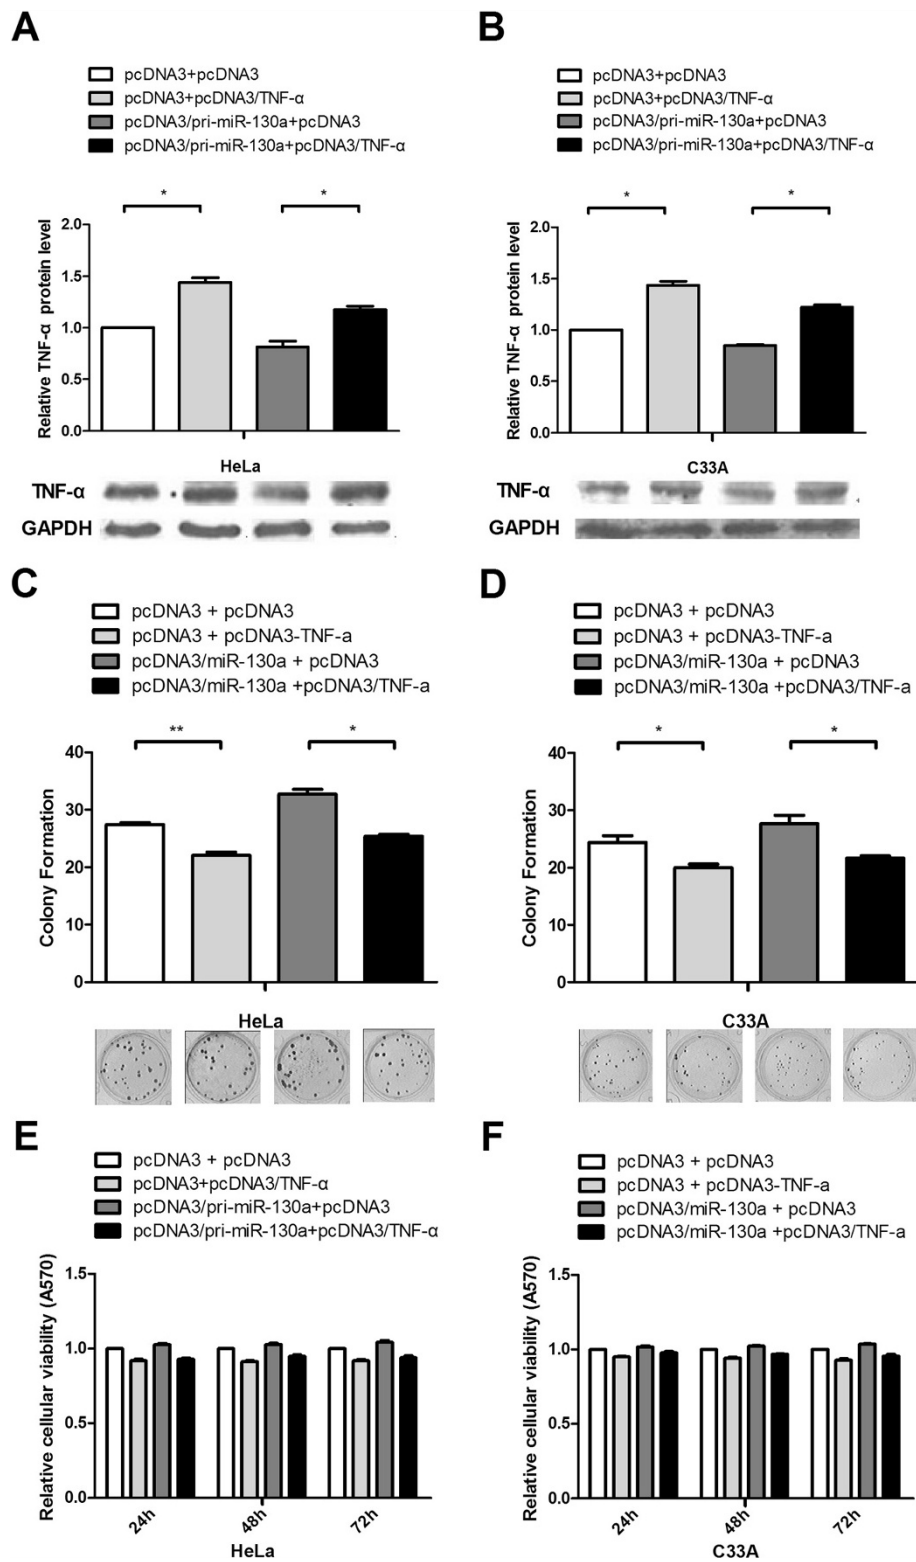 A
pcDNA3+pcDNA3
pcDNA3+pcDNA3/TNF-α
pcDNA3/pri-miR-130a+pcDNA3
pcDNA3/pri-miR-130a+pcDNA3/TNF-α
*
*
Relative TNF-α protein level
2.0
1.5
1.0
0.5
0.0
HeLa
TNF-α
GAPDH
B
pcDNA3+pcDNA3
pcDNA3+pcDNA3/TNF-α
pcDNA3/pri-miR-130a+pcDNA3
pcDNA3/pri-miR-130a+pcDNA3/TNF-α
*
*
Relative TNF-α protein level
2.0
1.5
1.0
0.5
0.0
C33A
TNF-α
GAPDH
C
pcDNA3 + pcDNA3
pcDNA3 + pcDNA3-TNF-a
pcDNA3/miR-130a + pcDNA3
pcDNA3/miR-130a +pcDNA3/TNF-a
**
*
Colony Formation
40
30
20
10
0
HeLa
D
pcDNA3 + pcDNA3
pcDNA3 + pcDNA3-TNF-a
pcDNA3/miR-130a + pcDNA3
pcDNA3/miR-130a +pcDNA3/TNF-a
*
*
Colony Formation
40
30
20
10
0
C33A
E
pcDNA3 + pcDNA3
pcDNA+pcDNA3/TNF-α
pcDNA3/pri-miR-130a+pcDNA3
pcDNA3/pri-miR-130a+pcDNA3/TNF-α
Relative cellular viability (A570)
1.5
1.0
0.5
0.0
24h
48h
72h
HeLa
F
pcDNA3 + pcDNA3
pcDNA3 + pcDNA3-TNF-a
pcDNA3/miR-130a + pcDNA3
pcDNA3/miR-130a +pcDNA3/TNF-a
Relative cellular viability (A570)
1.5
1.0
0.5
0.0
24h
48h
72h
C33A